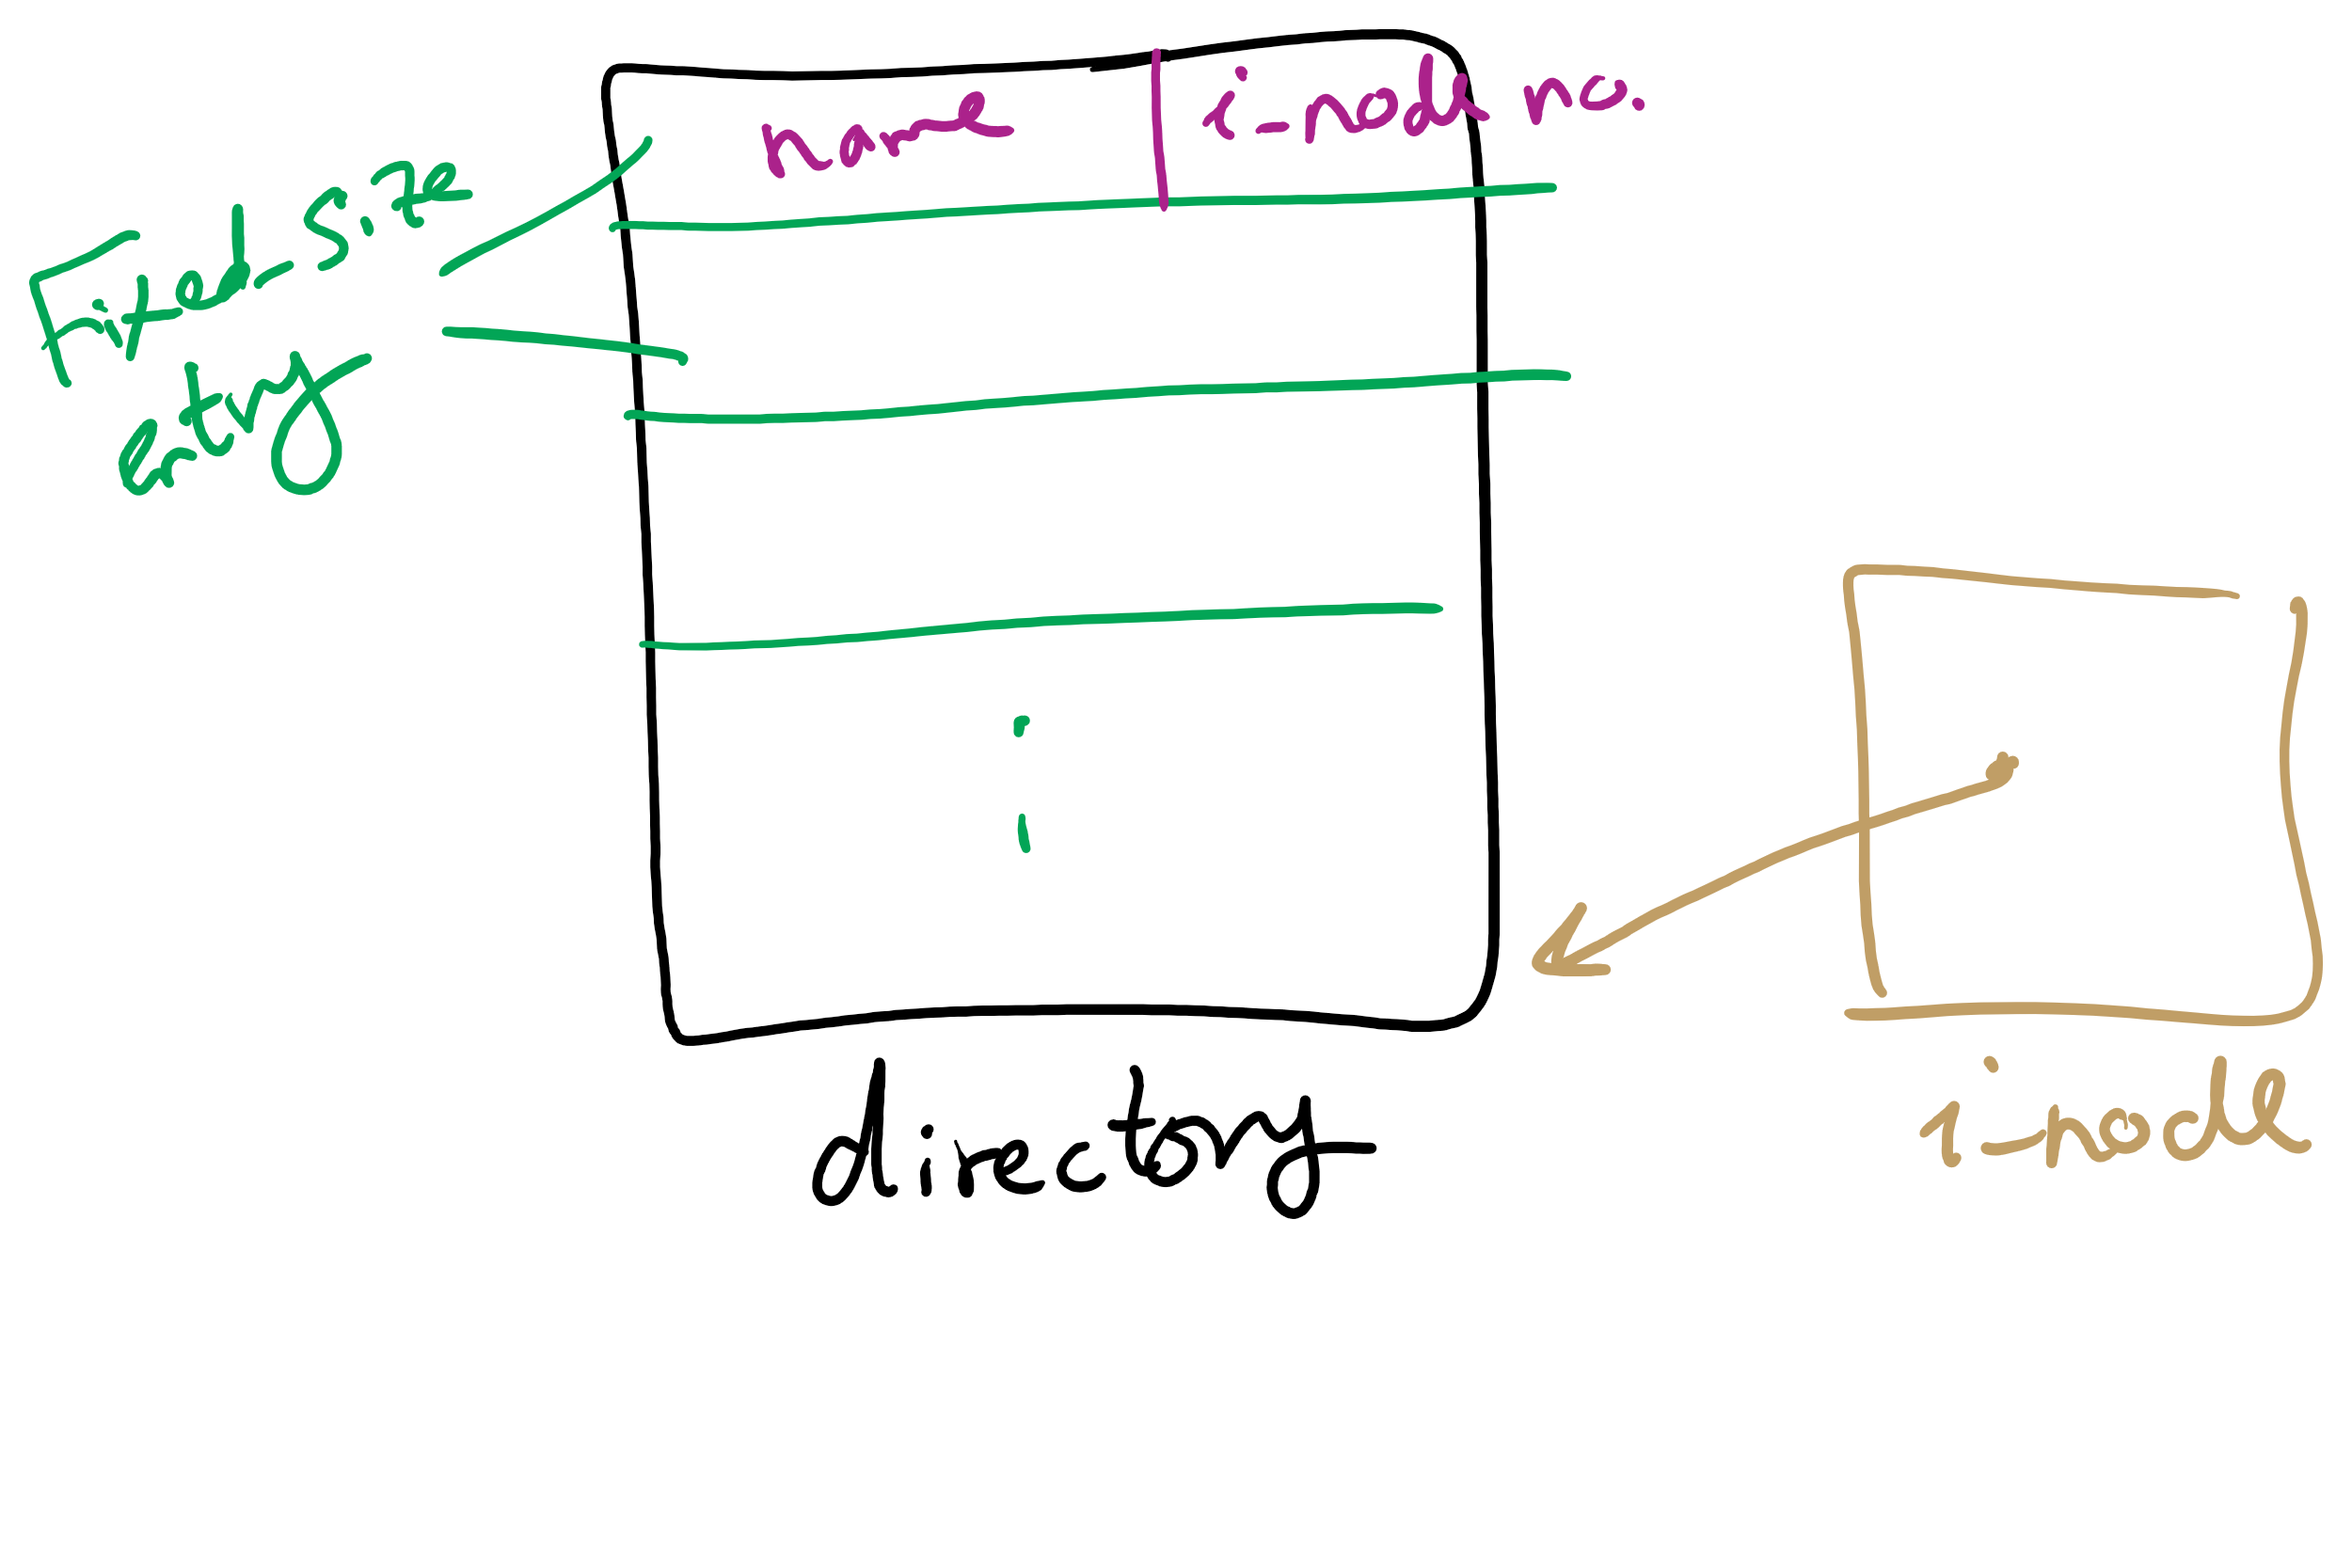 name i-node no.
Fixed-size
entry
directory
i-node